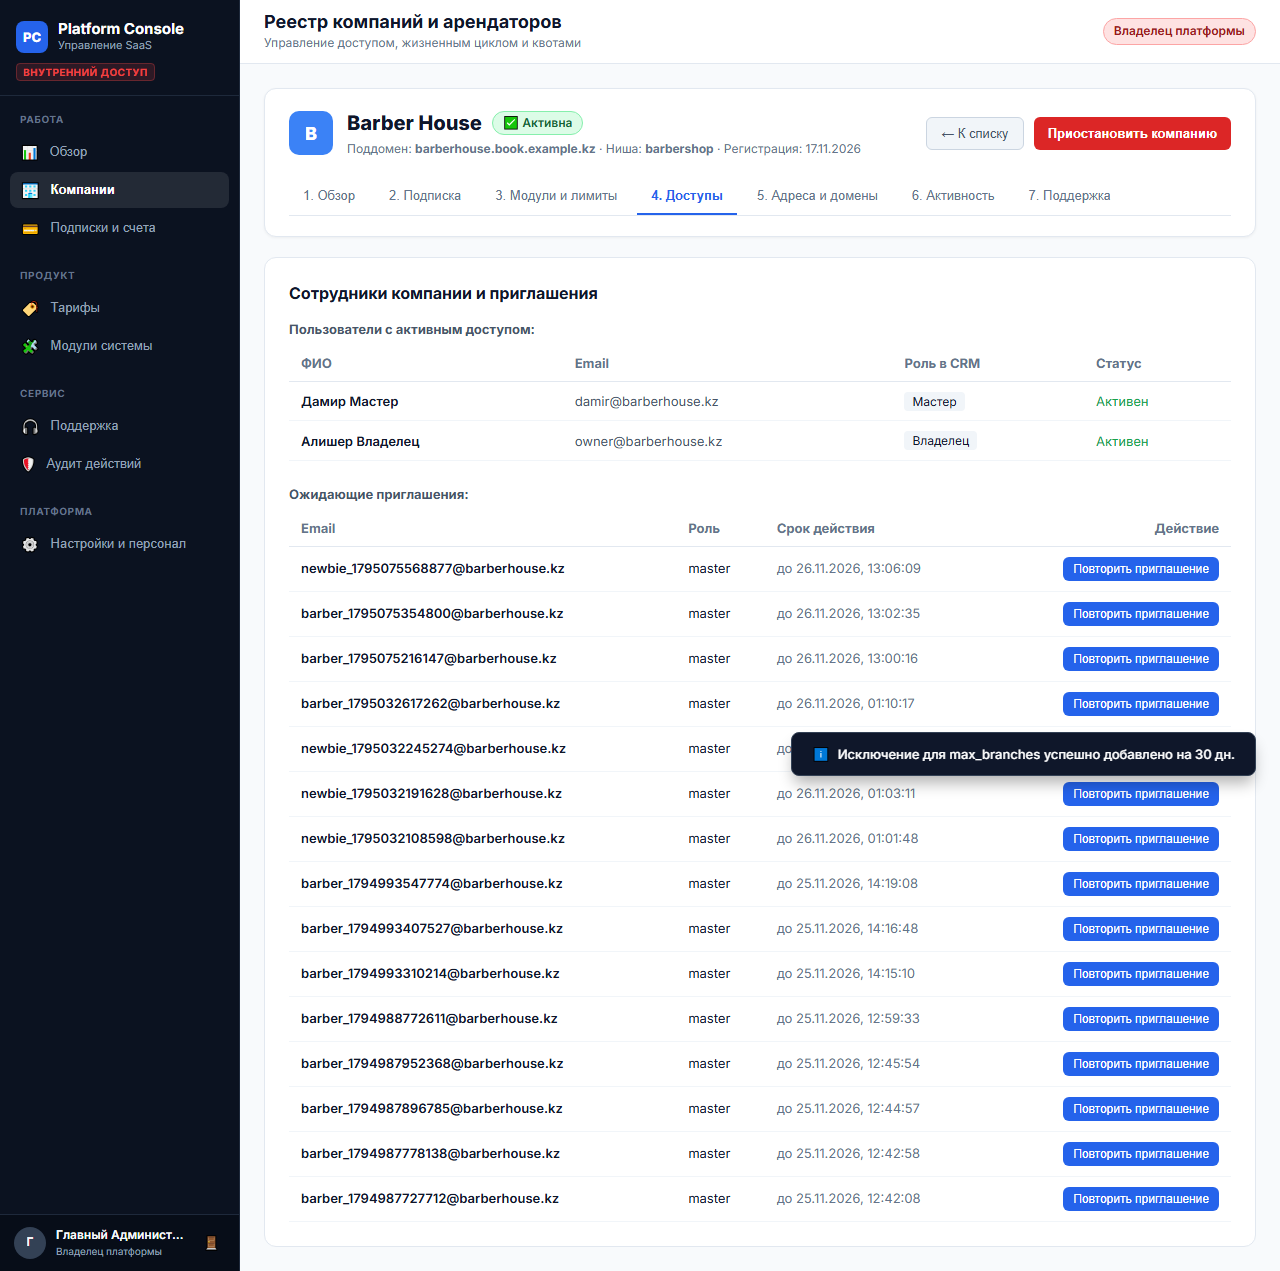 PC
Platform Console
Управление SaaS
ВНУТРЕННИЙ ДОСТУП
РАБОТА
Обзор
Компании
Подписки и счета
ПРОДУКТ
Тарифы
Модули системы
СЕРВИС
Поддержка
Аудит действий
ПЛАТФОРМА
Настройки и персонал
Г
Главный Админист...
Владелец платформы
Реестр компаний и арендаторов
Управление доступом, жизненным циклом и квотами
Владелец платформы
B
Barber House
✅ Активна
Поддомен: barberhouse.book.example.kz · Ниша: barbershop · Регистрация: 17.11.2026
← К списку
Приостановить компанию
1. Обзор 2. Подписка 3. Модули и лимиты 4. Доступы 5. Адреса и домены 6. Активность 7. Поддержка
Сотрудники компании и приглашения
Пользователи с активным доступом:
ФИО Email Роль в CRM Статус
Дамир Мастер damir@barberhouse.kz Мастер Активен
Алишер Владелец owner@barberhouse.kz Владелец Активен
Ожидающие приглашения:
Email Роль Срок действия Действие
newbie_1795075568877@barberhouse.kz master до 26.11.2026, 13:06:09 Повторить приглашение
barber_1795075354800@barberhouse.kz master до 26.11.2026, 13:02:35 Повторить приглашение
barber_1795075216147@barberhouse.kz master до 26.11.2026, 13:00:16 Повторить приглашение
barber_1795032617262@barberhouse.kz master до 26.11.2026, 01:10:17 Повторить приглашение
newbie_1795032245274@barberhouse.kz master до
Исключение для max_branches успешно добавлено на 30 дн.
newbie_1795032191628@barberhouse.kz master до 26.11.2026, 01:03:11 Повторить приглашение
newbie_1795032108598@barberhouse.kz master до 26.11.2026, 01:01:48 Повторить приглашение
barber_1794993547774@barberhouse.kz master до 25.11.2026, 14:19:08 Повторить приглашение
barber_1794993407527@barberhouse.kz master до 25.11.2026, 14:16:48 Повторить приглашение
barber_1794993310214@barberhouse.kz master до 25.11.2026, 14:15:10 Повторить приглашение
barber_1794988772611@barberhouse.kz master до 25.11.2026, 12:59:33 Повторить приглашение
barber_1794987952368@barberhouse.kz master до 25.11.2026, 12:45:54 Повторить приглашение
barber_1794987896785@barberhouse.kz master до 25.11.2026, 12:44:57 Повторить приглашение
barber_1794987778138@barberhouse.kz master до 25.11.2026, 12:42:58 Повторить приглашение
barber_1794987727712@barberhouse.kz master до 25.11.2026, 12:42:08 Повторить приглашение